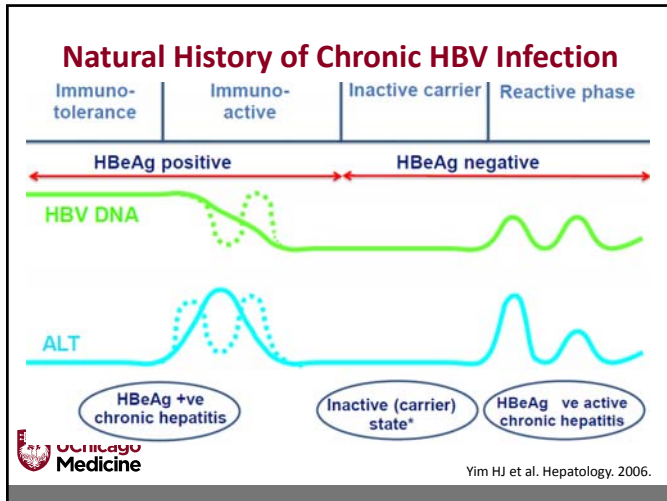 Natural History of Chronic HBV Infection
Immuno-
tolerance
Immuno-
active
Inactive carrier
Reactive phase
HBeAg positive
HBeAg negative
HBV DNA
ALT
HBeAg +ve
chronic hepatitis
Inactive (carrier)
state*
HBeAg ve active
chronic hepatitis
UChicago
Medicine
Yim HJ et al. Hepatology. 2006.